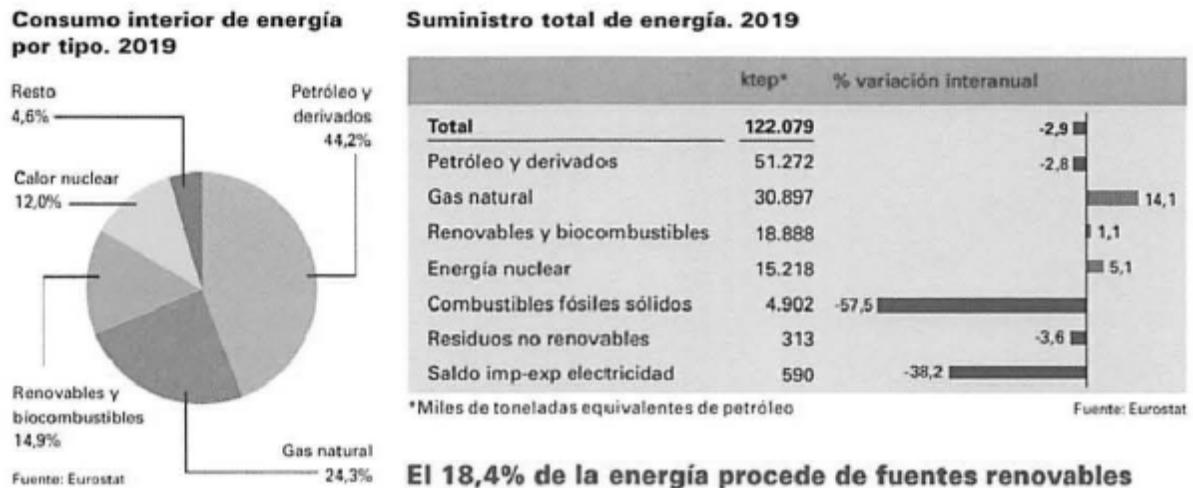 Consumo interior de energía
por tipo. 2019
Resto
4,6%
Petróleo y
derivados
44,2%
Calor nuclear
12,0%
Renovables y
biocombustibles
14,9%
Gas natural
24,3%
Fuente: Eurostat
Suministro total de energía. 2019
ktep* % variación interanual
Total 122.079 -2,9
Petróleo y derivados 51.272 -2,8
Gas natural 30.897 14,1
Renovables y biocombustibles 18.888 1,1
Energía nuclear 15.218 5,1
Combustibles fósiles sólidos 4.902 -57,5
Residuos no renovables 313 -3,6
Saldo imp-exp electricidad 590 -38,2
*Miles de toneladas equivalentes de petróleo
Fuente: Eurostat
El 18,4% de la energía procede de fuentes renovables